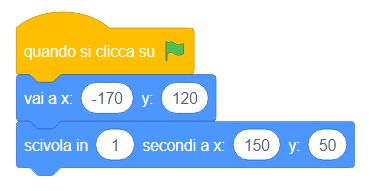 quando si clicca su
vai a x: -170 y: 120
scivola in 1 secondi a x: 150 y: 50